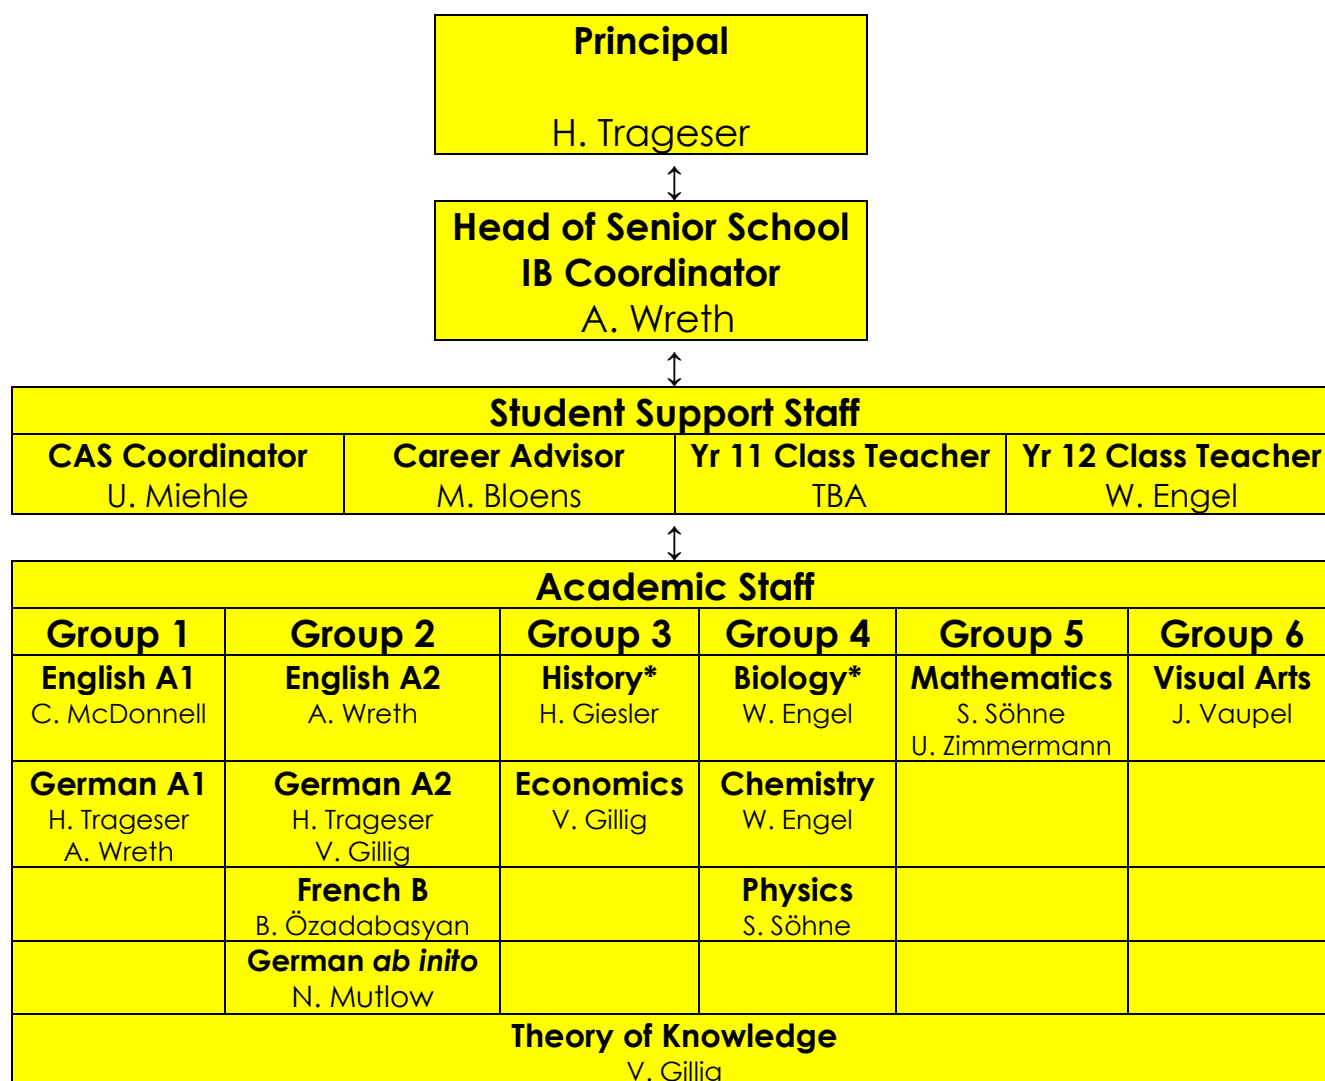 Principal
H. Trageser
↕
Head of Senior School
IB Coordinator
A. Wreth
↕
Student Support Staff
CAS Coordinator
U. Miehle
Career Advisor
M. Bloens
Yr 11 Class Teacher
TBA
Yr 12 Class Teacher
W. Engel
↕
Academic Staff
Group 1
Group 2
Group 3
Group 4
Group 5
Group 6
English A1
C. McDonnell
English A2
A. Wreth
History*
H. Giesler
Biology*
W. Engel
Mathematics
S. Söhne
U. Zimmermann
Visual Arts
J. Vaupel
German A1
H. Trageser
A. Wreth
German A2
H. Trageser
V. Gillig
Economics
V. Gillig
Chemistry
W. Engel
French B
B. Özadabasyan
Physics
S. Söhne
German ab inito
N. Mutlow
Theory of Knowledge
V. Gillig